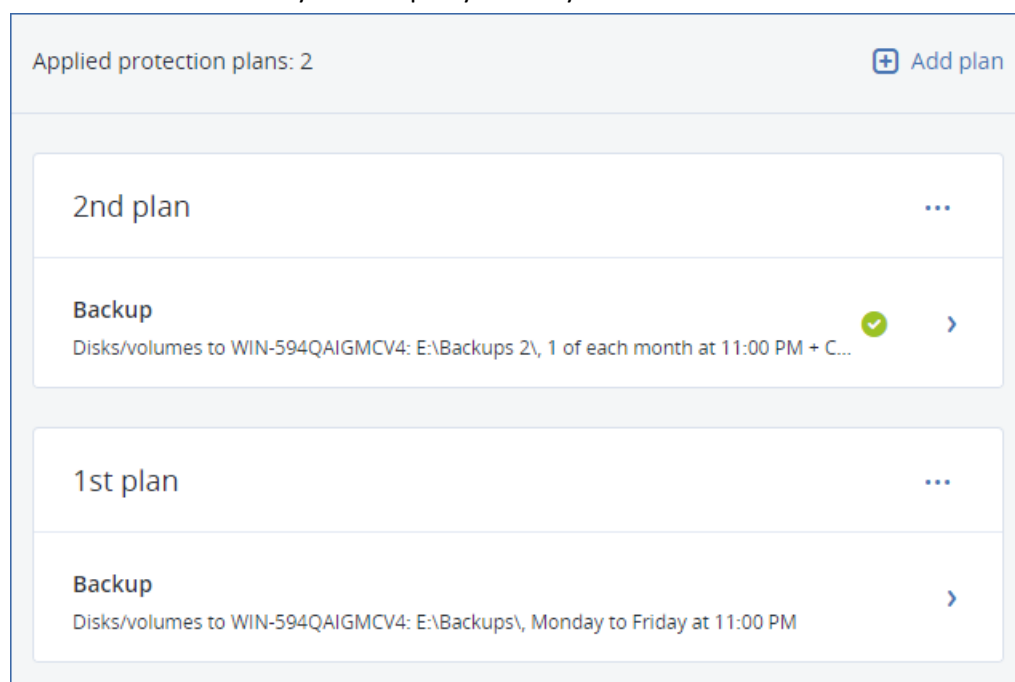 Applied protection plans: 2
Add plan
2nd plan
...
Backup
Disks/volumes to WIN-594QAIGMCV4: E:\Backups 2\, 1 of each month at 11:00 PM + C...
1st plan
...
Backup
Disks/volumes to WIN-594QAIGMCV4: E:\Backups\, Monday to Friday at 11:00 PM